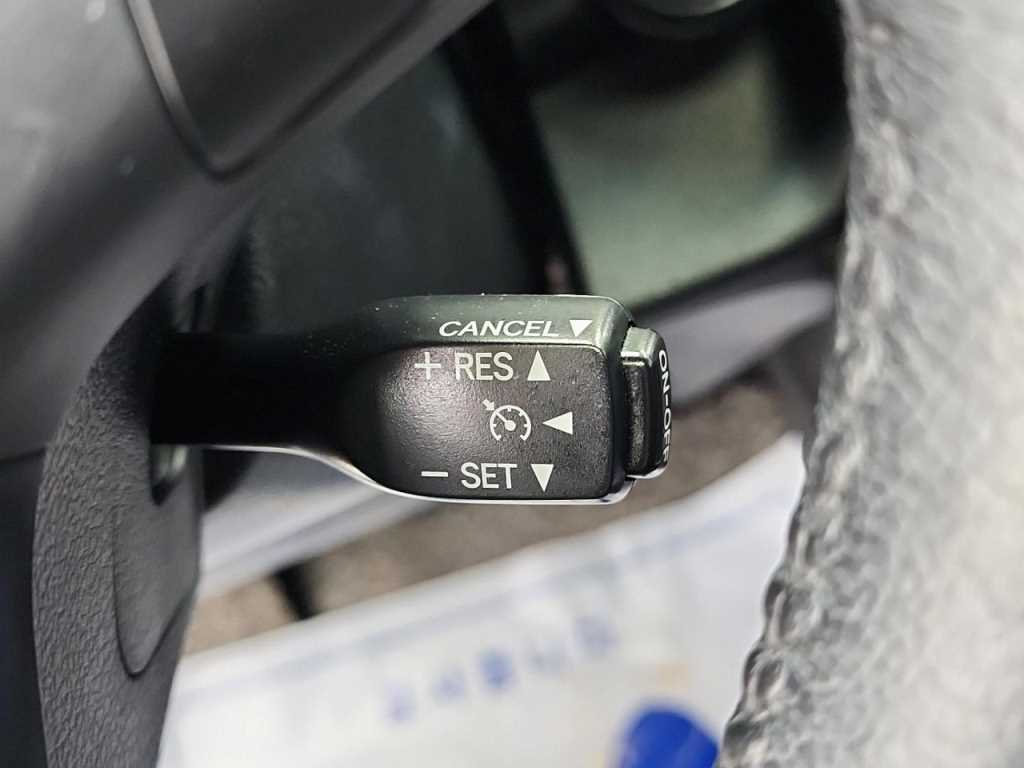 CANCEL ▼
+ RES ▲
◀
− SET ▼
ON-OFF